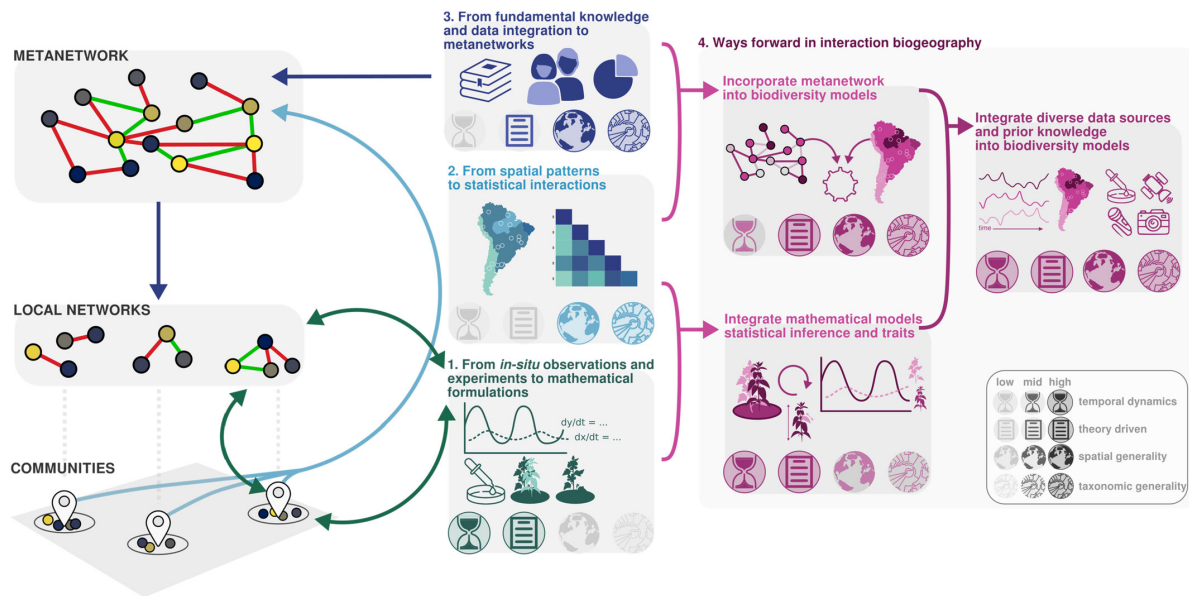 METANETWORK
LOCAL NETWORKS
COMMUNITIES
3. From fundamental knowledge
and data integration to
metanetworks
2. From spatial patterns
to statistical interactions
1. From in-situ observations and
experiments to mathematical
formulations
dy/dt = ...
dx/dt = ...
4. Ways forward in interaction biogeography
Incorporate metanetwork
into biodiversity models
Integrate mathematical models
statistical inference and traits
Integrate diverse data sources
and prior knowledge
into biodiversity models
time
low mid high
temporal dynamics
theory driven
spatial generality
taxonomic generality